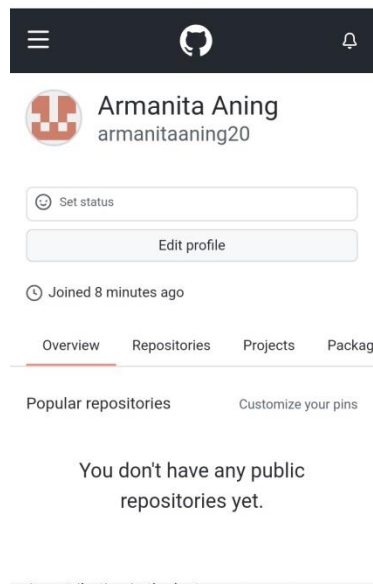 Armanita Aning
armanitaaning20
Set status
Edit profile
Joined 8 minutes ago
Overview Repositories Projects Packag
Popular repositories Customize your pins
You don't have any public
repositories yet.